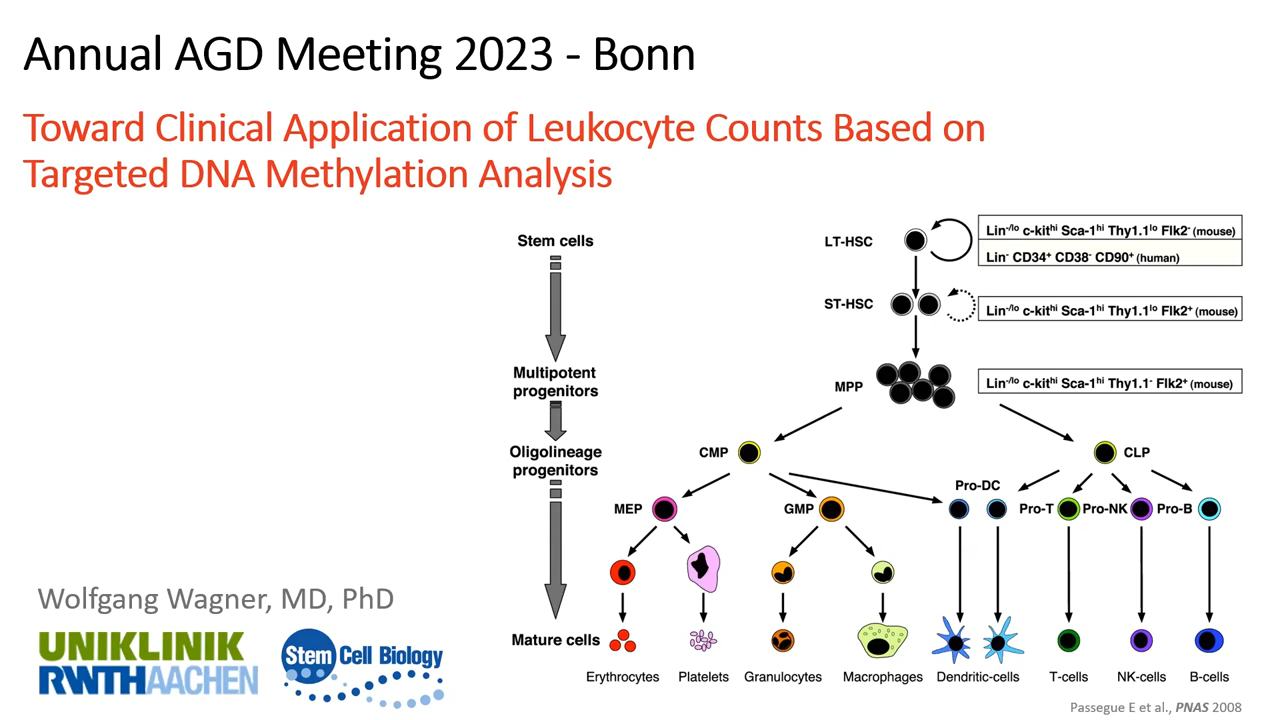 Annual AGD Meeting 2023 - Bonn
Toward Clinical Application of Leukocyte Counts Based on
Targeted DNA Methylation Analysis
Stem cells
LT-HSC
Lin-/lo c-kithi Sca-1hi Thy1.1lo Flk2- (mouse)
Lin- CD34+ CD38- CD90+ (human)
ST-HSC
Lin-/lo c-kithi Sca-1hi Thy1.1lo Flk2+ (mouse)
Multipotent
progenitors
MPP
Lin-/lo c-kithi Sca-1hi Thy1.1- Flk2+ (mouse)
Oligolineage
progenitors
CMP
CLP
Pro-DC
MEP
GMP
Pro-T
Pro-NK
Pro-B
Mature cells
Erythrocytes
Platelets
Granulocytes
Macrophages
Dendritic-cells
T-cells
NK-cells
B-cells
Wolfgang Wagner, MD, PhD
UNIKLINIK
RWTHAACHEN
Stem Cell Biology
Passegue E et al., PNAS 2008